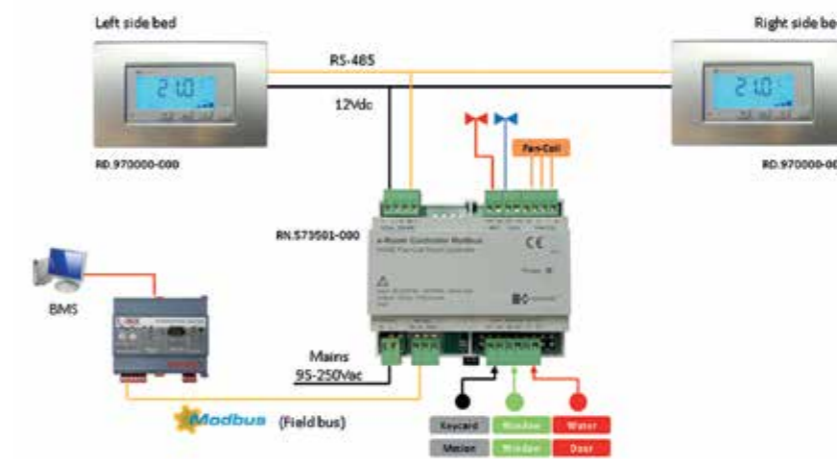 Left side bed
Right side be
RS-485
12Vdc
21.0
21.0
Fan-Coil
RD.970000-000
RD.970000-00
RN.573501-000
e-Room Controller Modbus
CE
BMS
Mains
95-250Vac
Modbus (Field bus)
Keycard Window Water
Motion Window Door